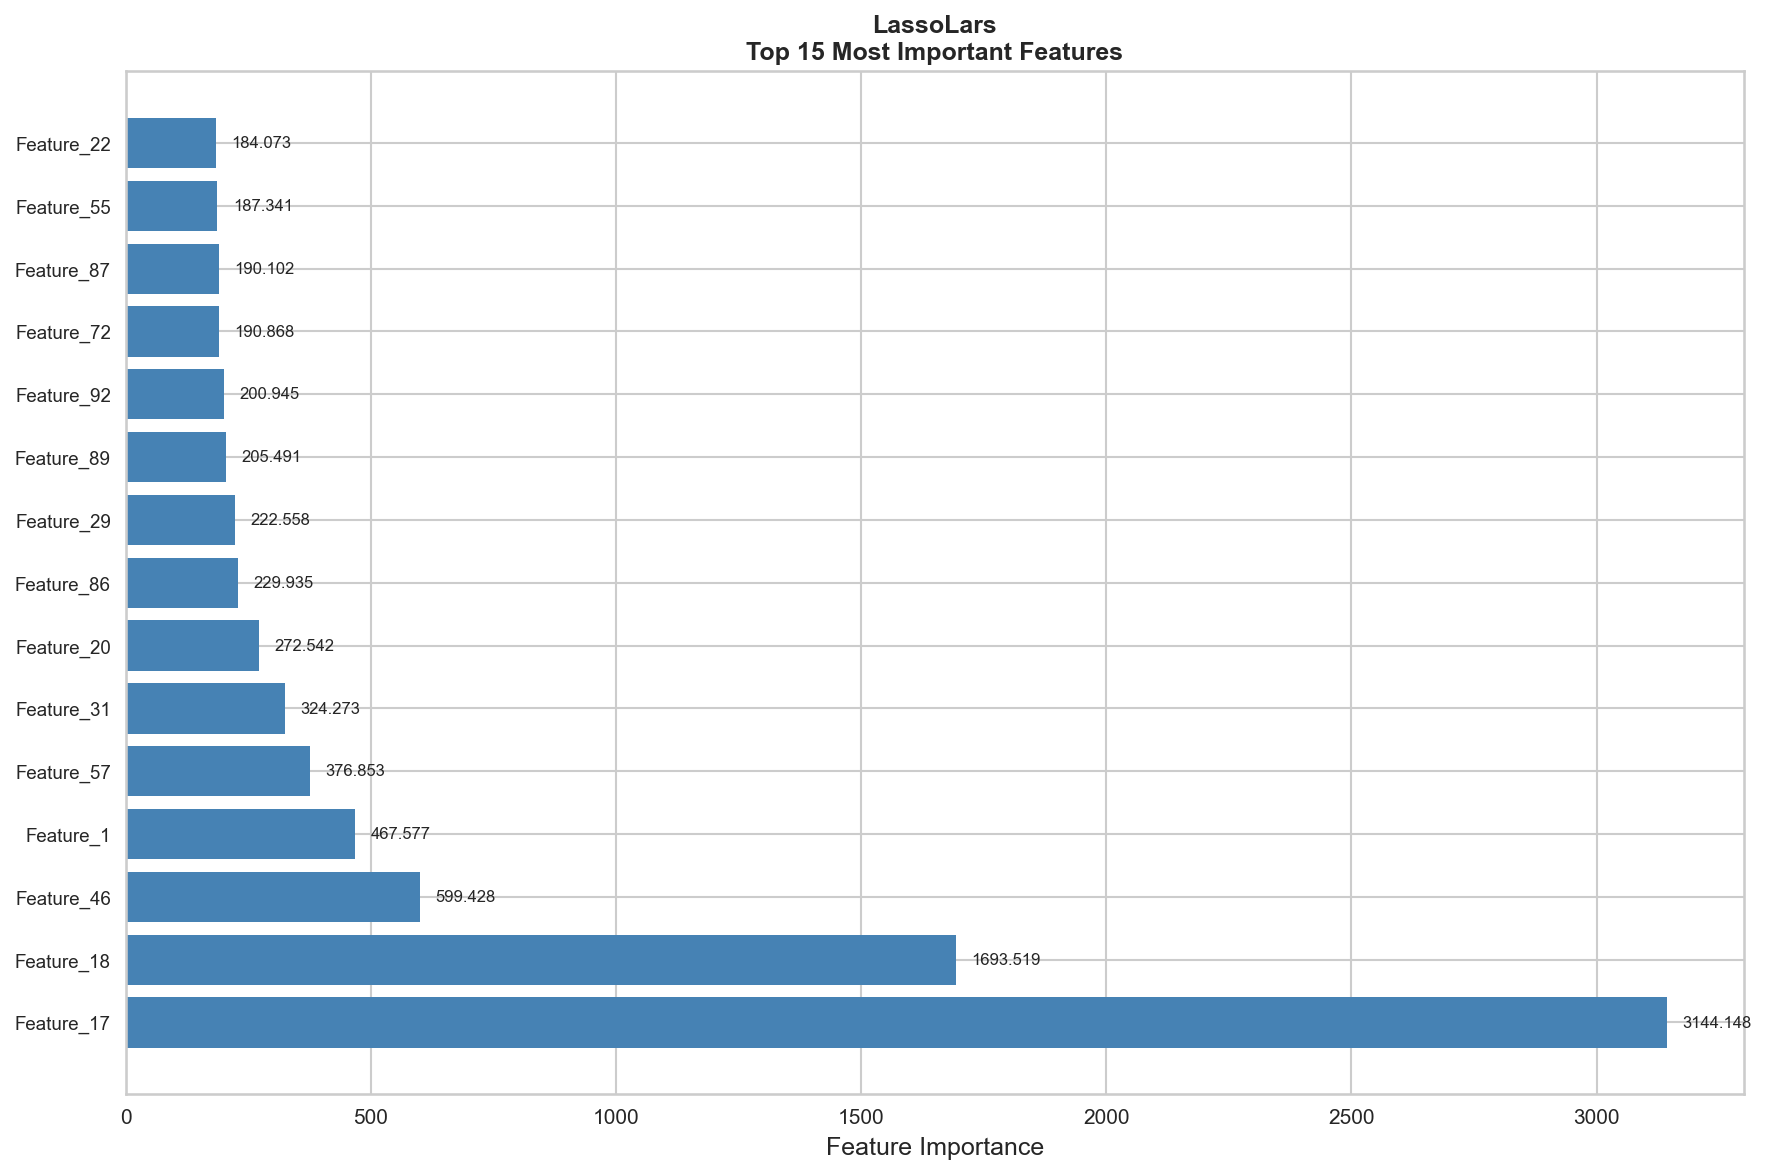 LassoLars
Top 15 Most Important Features
Feature_22 184.073
Feature_55 187.341
Feature_87 190.102
Feature_72 190.868
Feature_92 200.945
Feature_89 205.491
Feature_29 222.558
Feature_86 229.935
Feature_20 272.542
Feature_31 324.273
Feature_57 376.853
Feature_1 467.577
Feature_46 599.428
Feature_18 1693.519
Feature_17 3144.148
0 500 1000 1500 2000 2500 3000
Feature Importance